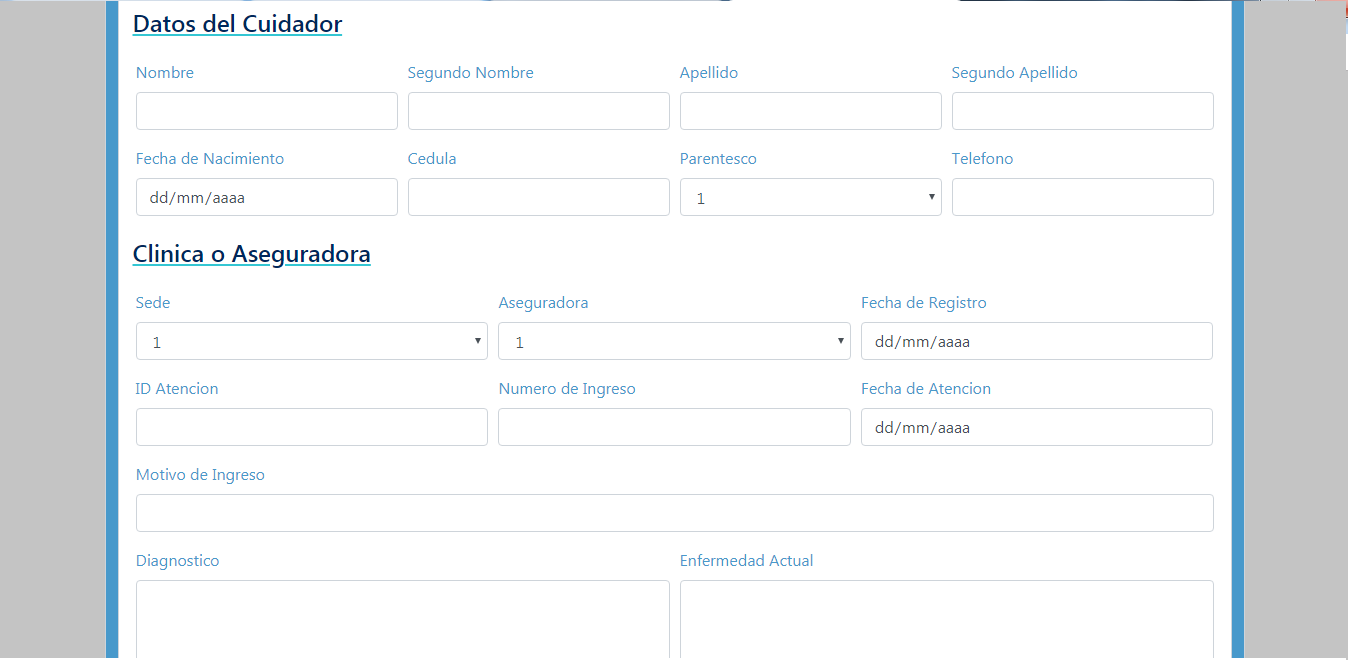 Datos del Cuidador
Nombre Segundo Nombre Apellido Segundo Apellido
Fecha de Nacimiento Cedula Parentesco Telefono
dd/mm/aaaa 1
Clinica o Aseguradora
Sede Aseguradora Fecha de Registro
1 1 dd/mm/aaaa
ID Atencion Numero de Ingreso Fecha de Atencion
dd/mm/aaaa
Motivo de Ingreso
Diagnostico Enfermedad Actual